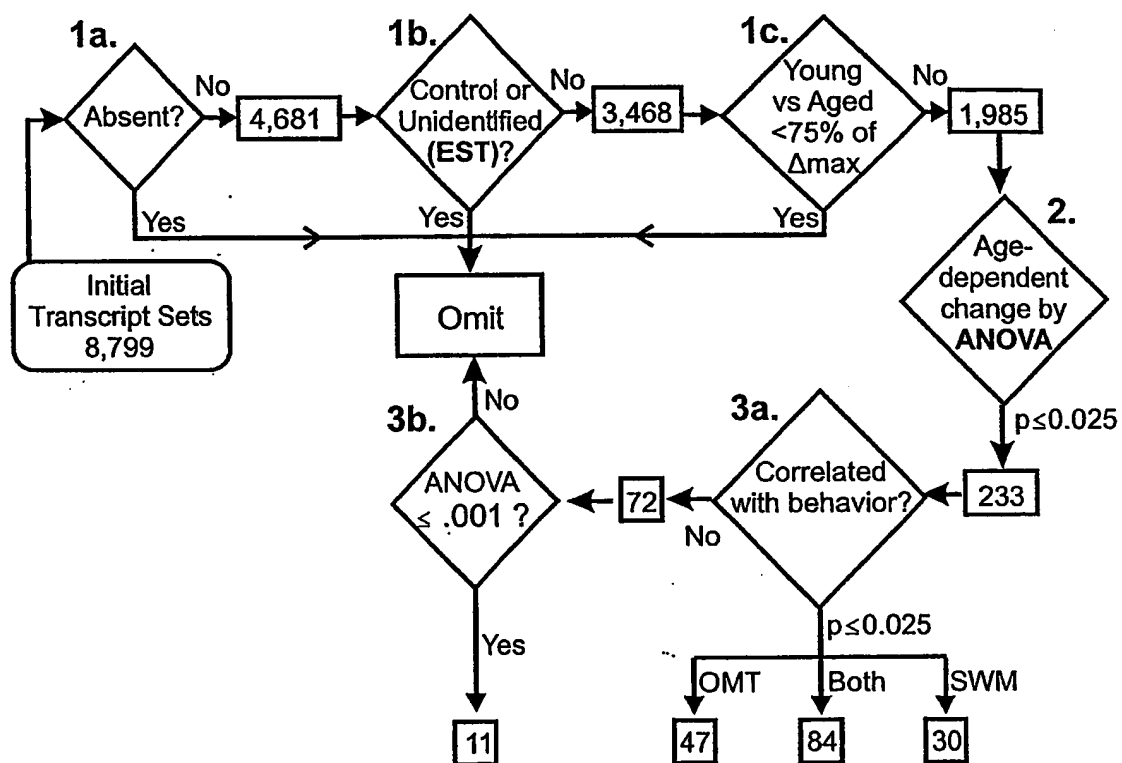 1a.
Absent?
No
4,681
1b.
Control or
Unidentified
(EST)?
No
3,468
1c.
Young
vs Aged
<75% of
Δmax
No
1,985
Yes
Yes
Yes
Initial
Transcript Sets
8,799
Omit
2.
Age-
dependent
change by
ANOVA
p≤0.025
233
3a.
Correlated
with behavior?
No
72
3b.
ANOVA
≤ .001 ?
No
Yes
11
p≤0.025
OMT
Both
SWM
47
84
30